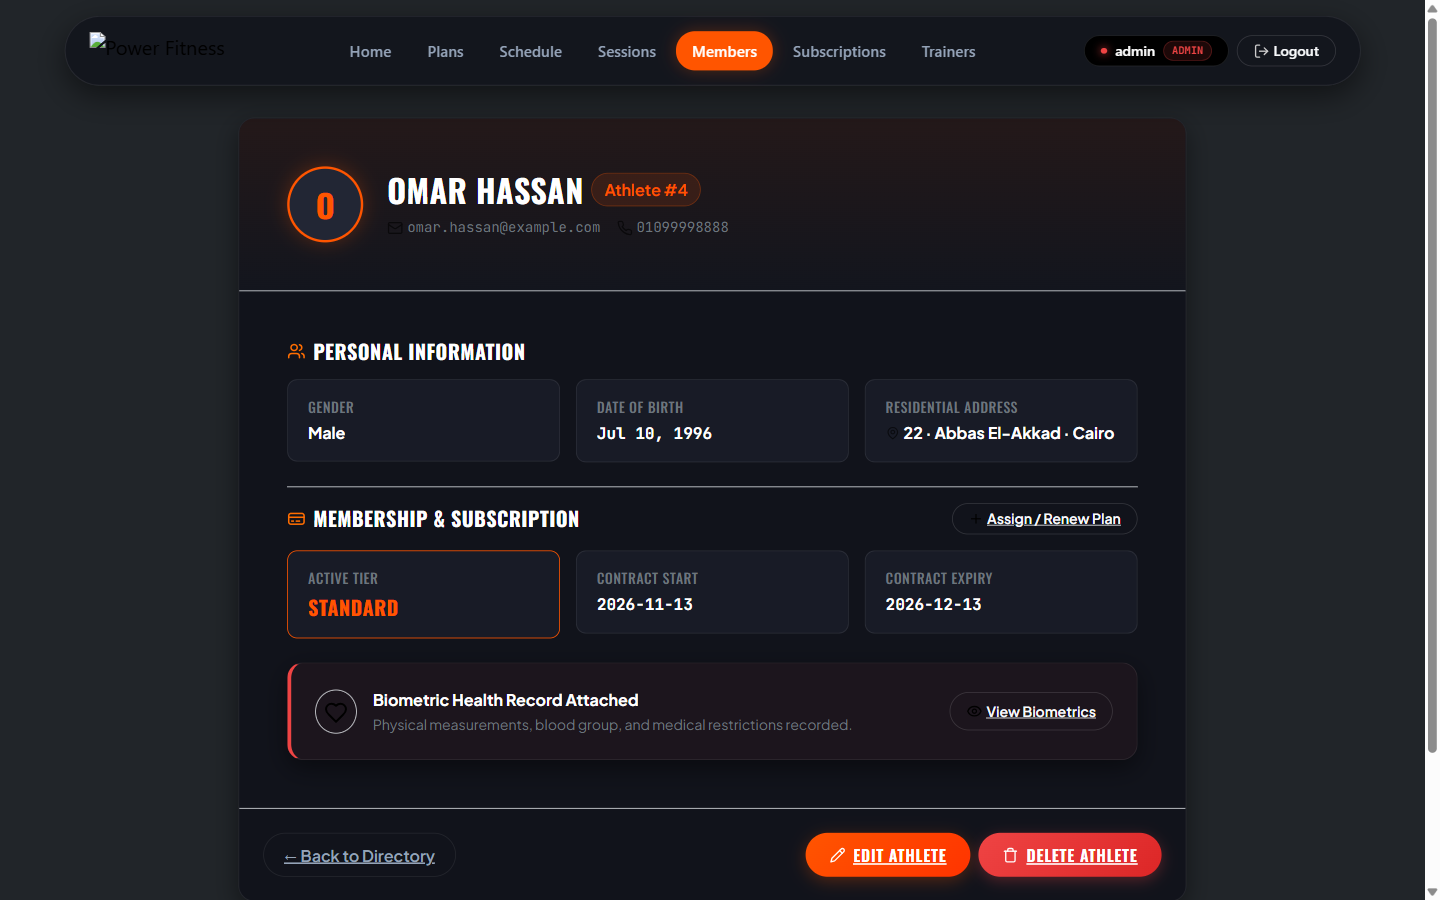 Power Fitness
Home Plans Schedule Sessions Members Subscriptions Trainers
admin ADMIN Logout
O
OMAR HASSAN Athlete #4
omar.hassan@example.com 01099998888
PERSONAL INFORMATION
GENDER DATE OF BIRTH RESIDENTIAL ADDRESS
Male Jul 10, 1996 22 · Abbas El-Akkad · Cairo
MEMBERSHIP & SUBSCRIPTION + Assign / Renew Plan
ACTIVE TIER CONTRACT START CONTRACT EXPIRY
STANDARD 2026-11-13 2026-12-13
Biometric Health Record Attached
Physical measurements, blood group, and medical restrictions recorded.
View Biometrics
← Back to Directory EDIT ATHLETE DELETE ATHLETE